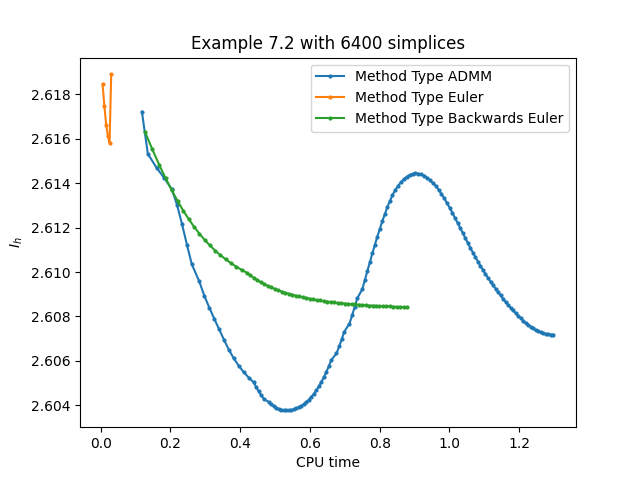 Example 7.2 with 6400 simplices
Method Type ADMM
Method Type Euler
Method Type Backwards Euler
2.618
2.616
2.614
2.612
2.610
2.608
2.606
2.604
I_h
0.0 0.2 0.4 0.6 0.8 1.0 1.2
CPU time